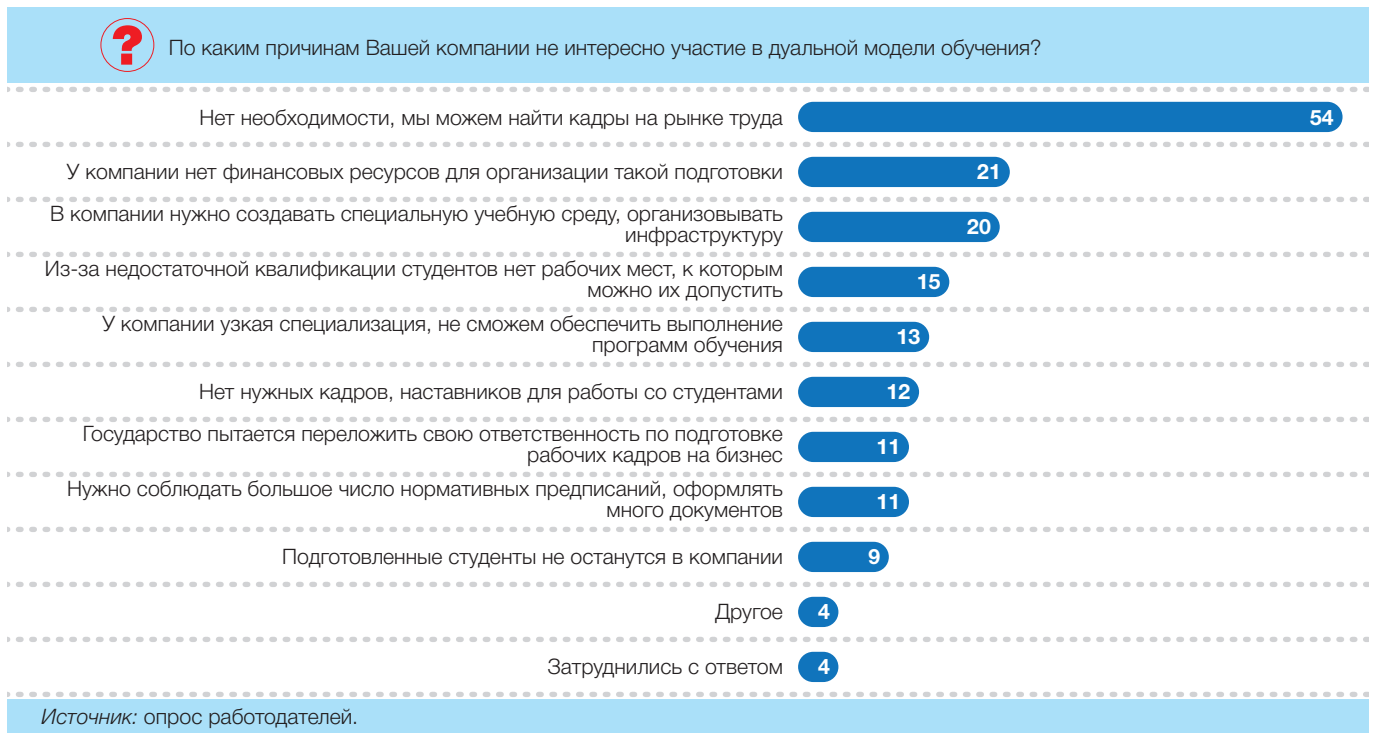 ?
По каким причинам Вашей компании не интересно участие в дуальной модели обучения?
Нет необходимости, мы можем найти кадры на рынке труда 54
У компании нет финансовых ресурсов для организации такой подготовки 21
В компании нужно создавать специальную учебную среду, организовывать
инфраструктуру 20
Из-за недостаточной квалификации студентов нет рабочих мест, к которым
можно их допустить 15
У компании узкая специализация, не сможем обеспечить выполнение
программ обучения 13
Нет нужных кадров, наставников для работы со студентами 12
Государство пытается переложить свою ответственность по подготовке
рабочих кадров на бизнес 11
Нужно соблюдать большое число нормативных предписаний, оформлять
много документов 11
Подготовленные студенты не останутся в компании 9
Другое 4
Затруднились с ответом 4
Источник: опрос работодателей.